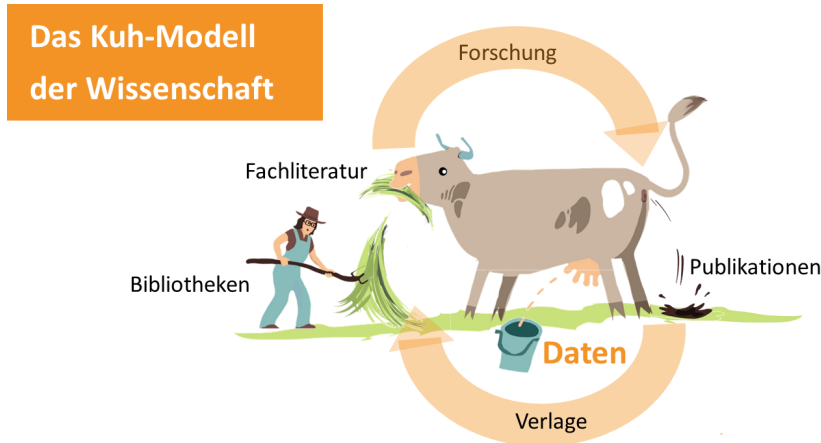 Das Kuh-Modell
der Wissenschaft
Forschung
Fachliteratur
Bibliotheken
Publikationen
Daten
Verlage